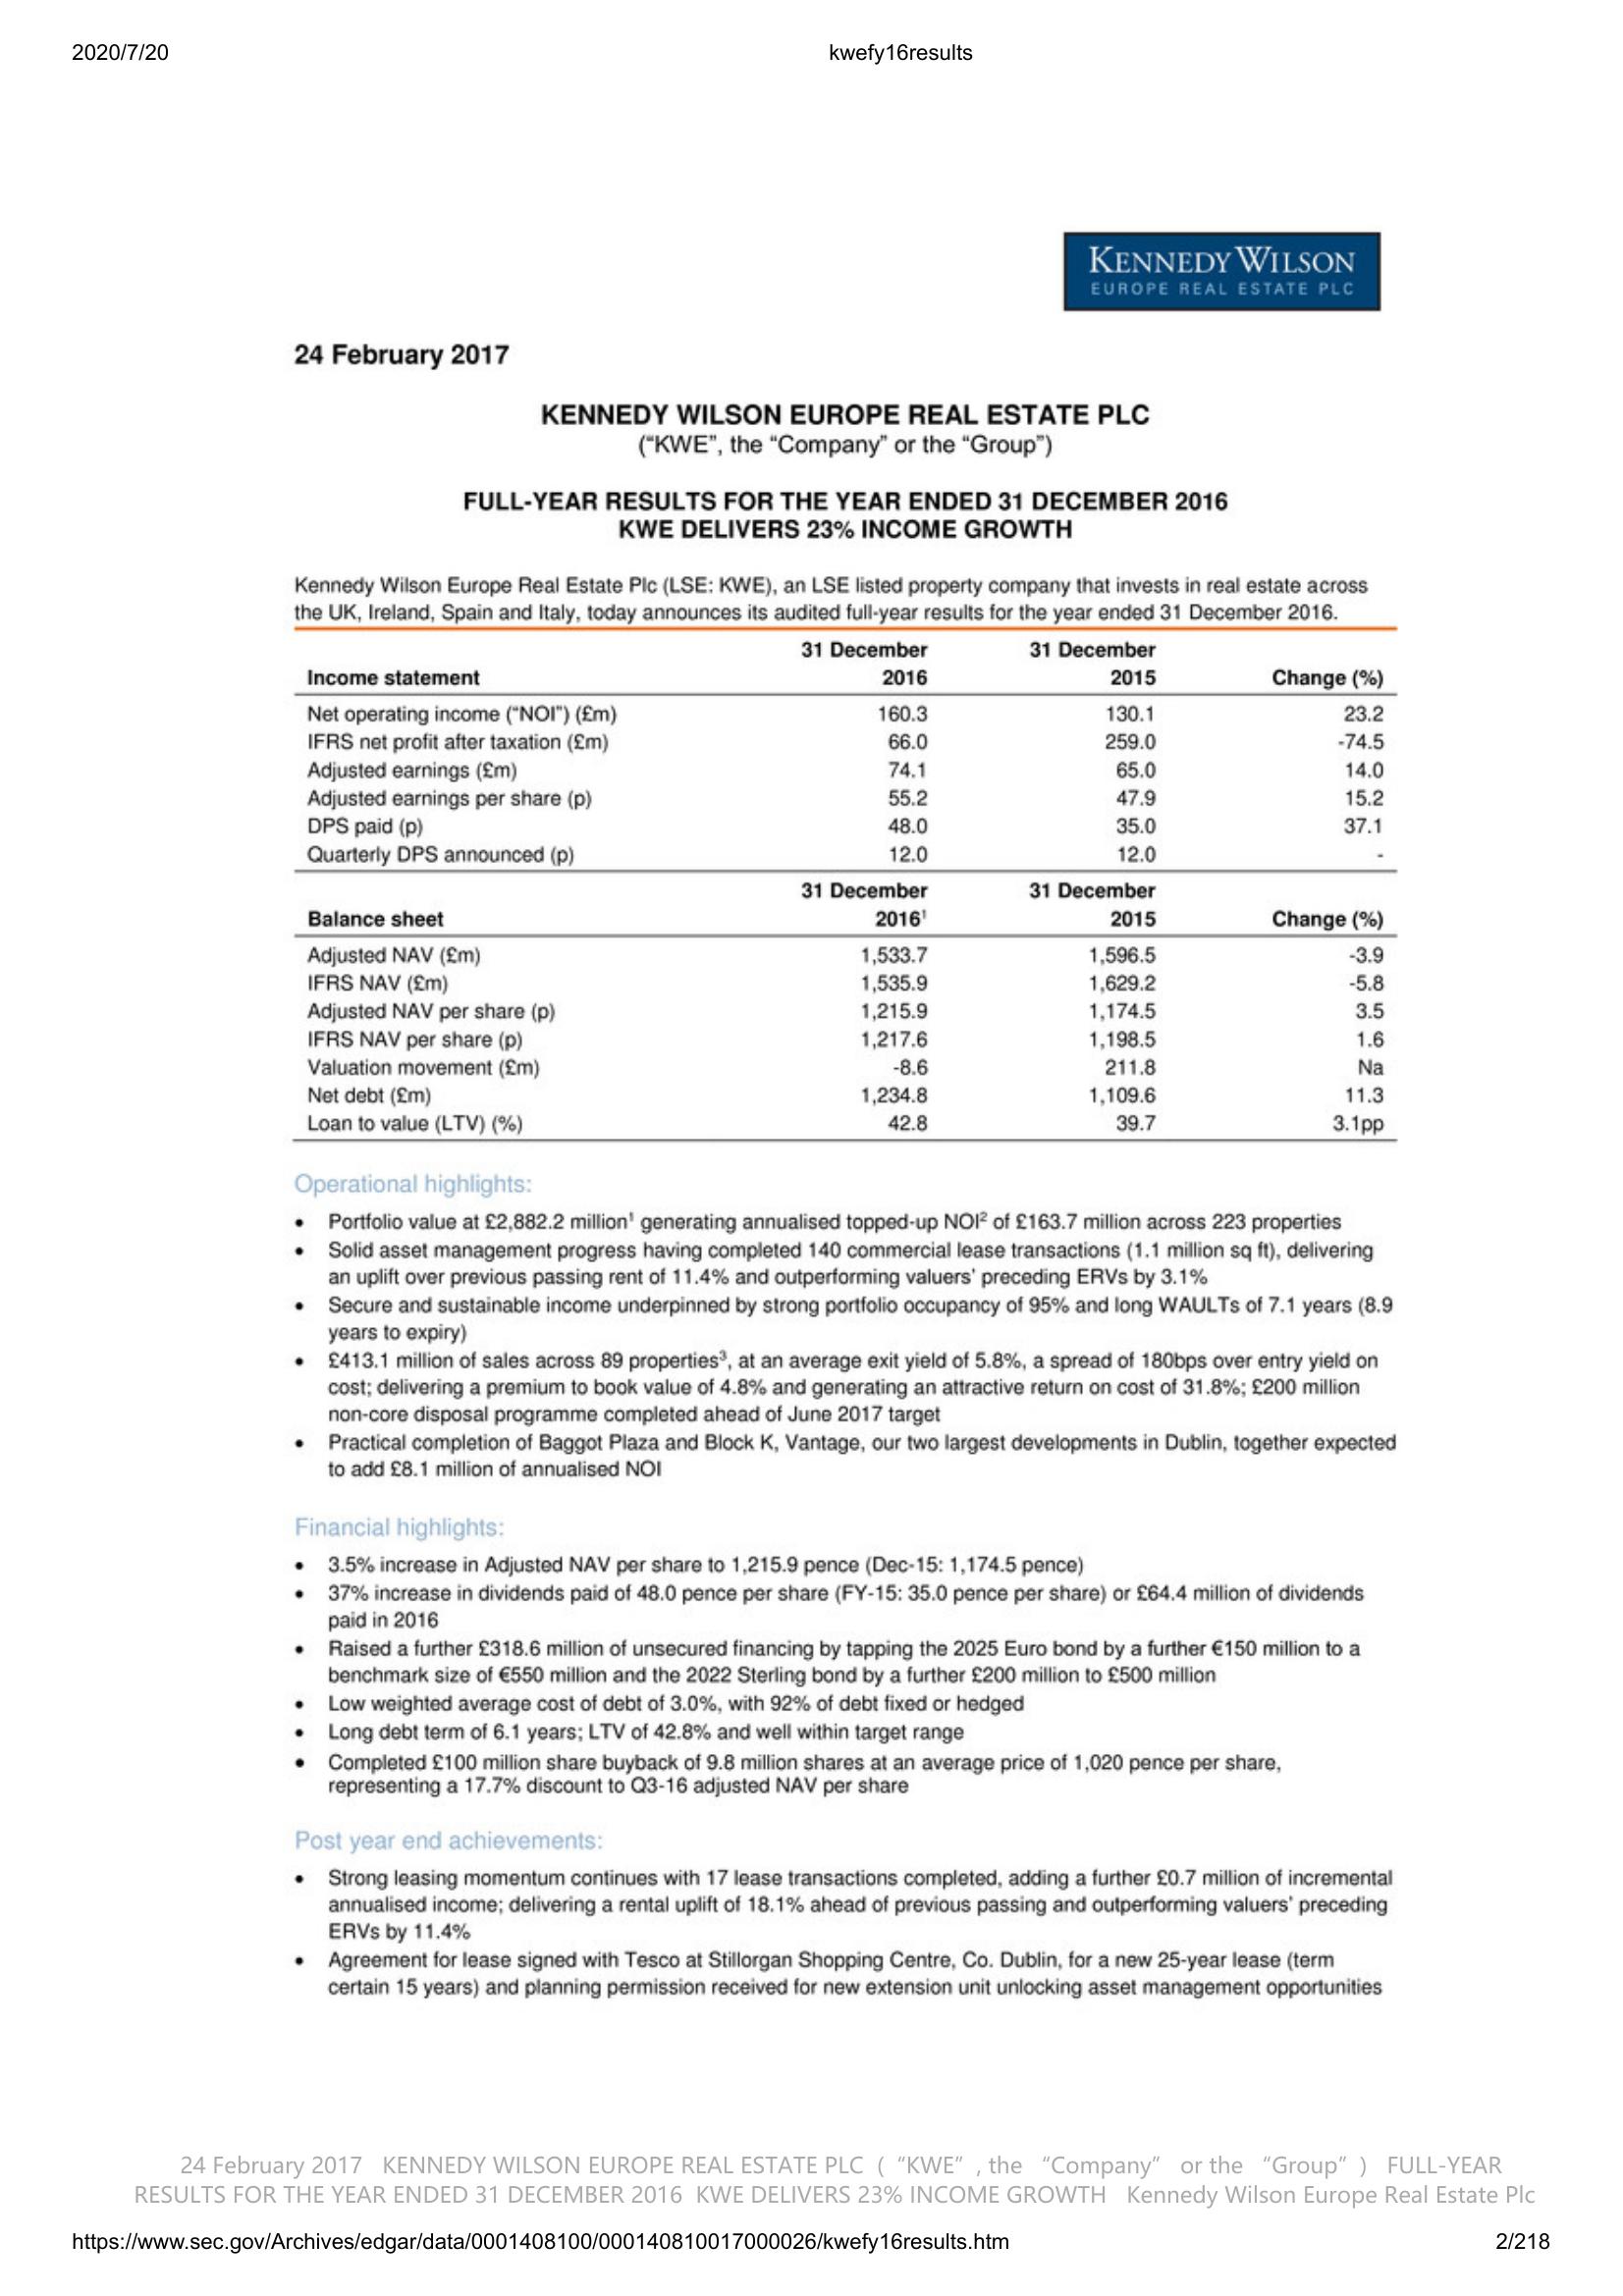 2020/7/20 kwefy16results
KENNEDY WILSON
EUROPE REAL ESTATE PLC
24 February 2017
KENNEDY WILSON EUROPE REAL ESTATE PLC
(“KWE”, the “Company” or the “Group”)
FULL-YEAR RESULTS FOR THE YEAR ENDED 31 DECEMBER 2016
KWE DELIVERS 23% INCOME GROWTH
Kennedy Wilson Europe Real Estate Plc (LSE: KWE), an LSE listed property company that invests in real estate across
the UK, Ireland, Spain and Italy, today announces its audited full-year results for the year ended 31 December 2016.
31 December 31 December
Income statement 2016 2015 Change (%)
Net operating income (“NOI”) (£m) 160.3 130.1 23.2
IFRS net profit after taxation (£m) 66.0 259.0 -74.5
Adjusted earnings (£m) 74.1 65.0 14.0
Adjusted earnings per share (p) 55.2 47.9 15.2
DPS paid (p) 48.0 35.0 37.1
Quarterly DPS announced (p) 12.0 12.0 -
31 December 31 December
Balance sheet 2016¹ 2015 Change (%)
Adjusted NAV (£m) 1,533.7 1,596.5 -3.9
IFRS NAV (£m) 1,535.9 1,629.2 -5.8
Adjusted NAV per share (p) 1,215.9 1,174.5 3.5
IFRS NAV per share (p) 1,217.6 1,198.5 1.6
Valuation movement (£m) -8.6 211.8 Na
Net debt (£m) 1,234.8 1,109.6 11.3
Loan to value (LTV) (%) 42.8 39.7 3.1pp
Operational highlights:
• Portfolio value at £2,882.2 million¹ generating annualised topped-up NOI² of £163.7 million across 223 properties
• Solid asset management progress having completed 140 commercial lease transactions (1.1 million sq ft), delivering
an uplift over previous passing rent of 11.4% and outperforming valuers’ preceding ERVs by 3.1%
• Secure and sustainable income underpinned by strong portfolio occupancy of 95% and long WAULTs of 7.1 years (8.9
years to expiry)
• £413.1 million of sales across 89 properties³, at an average exit yield of 5.8%, a spread of 180bps over entry yield on
cost; delivering a premium to book value of 4.8% and generating an attractive return on cost of 31.8%; £200 million
non-core disposal programme completed ahead of June 2017 target
• Practical completion of Baggot Plaza and Block K, Vantage, our two largest developments in Dublin, together expected
to add £8.1 million of annualised NOI
Financial highlights:
• 3.5% increase in Adjusted NAV per share to 1,215.9 pence (Dec-15: 1,174.5 pence)
• 37% increase in dividends paid of 48.0 pence per share (FY-15: 35.0 pence per share) or £64.4 million of dividends
paid in 2016
• Raised a further £318.6 million of unsecured financing by tapping the 2025 Euro bond by a further €150 million to a
benchmark size of €550 million and the 2022 Sterling bond by a further £200 million to £500 million
• Low weighted average cost of debt of 3.0%, with 92% of debt fixed or hedged
• Long debt term of 6.1 years; LTV of 42.8% and well within target range
• Completed £100 million share buyback of 9.8 million shares at an average price of 1,020 pence per share,
representing a 17.7% discount to Q3-16 adjusted NAV per share
Post year end achievements:
• Strong leasing momentum continues with 17 lease transactions completed, adding a further £0.7 million of incremental
annualised income; delivering a rental uplift of 18.1% ahead of previous passing and outperforming valuers’ preceding
ERVs by 11.4%
• Agreement for lease signed with Tesco at Stillorgan Shopping Centre, Co. Dublin, for a new 25-year lease (term
certain 15 years) and planning permission received for new extension unit unlocking asset management opportunities
24 February 2017 KENNEDY WILSON EUROPE REAL ESTATE PLC ( “KWE” , the “Company” or the “Group” ) FULL-YEAR
RESULTS FOR THE YEAR ENDED 31 DECEMBER 2016 KWE DELIVERS 23% INCOME GROWTH Kennedy Wilson Europe Real Estate Plc
https://www.sec.gov/Archives/edgar/data/0001408100/000140810017000026/kwefy16results.htm 2/218